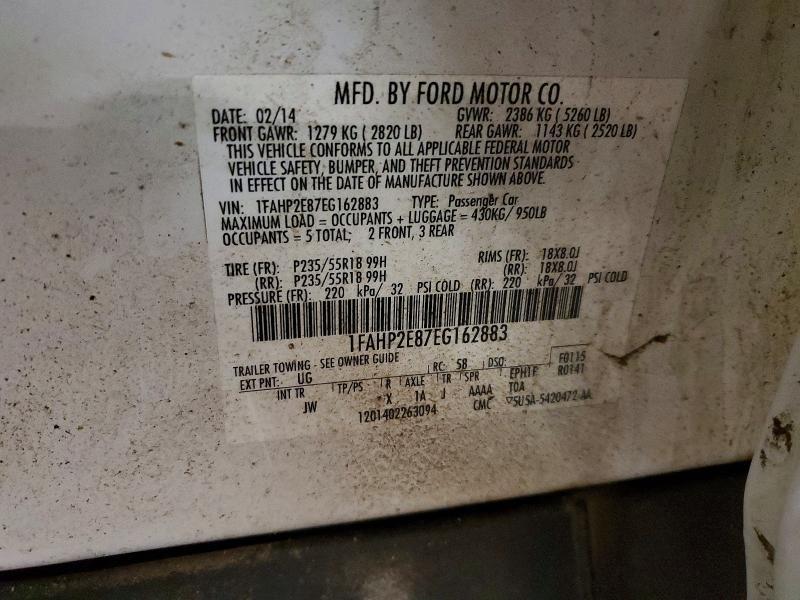 MFD. BY FORD MOTOR CO.
DATE: 02/14 GVWR: 2386 KG ( 5260 LB)
FRONT GAWR: 1279 KG ( 2820 LB) REAR GAWR: 1143 KG ( 2520 LB)
THIS VEHICLE CONFORMS TO ALL APPLICABLE FEDERAL MOTOR
VEHICLE SAFETY, BUMPER, AND THEFT PREVENTION STANDARDS
IN EFFECT ON THE DATE OF MANUFACTURE SHOWN ABOVE.
VIN: 1FAHP2E87EG162883 TYPE: Passenger Car
MAXIMUM LOAD = OCCUPANTS + LUGGAGE = 430KG/ 950LB
OCCUPANTS = 5 TOTAL; 2 FRONT, 3 REAR
TIRE (FR): P235/55R18 99H RIMS (FR): 18X8.0J
(RR): P235/55R18 99H (RR): 18X8.0J
PRESSURE (FR): 220 kPa/ 32 PSI COLD (RR): 220 kPa/ 32 PSI COLD
1FAHP2E87EG162883
TRAILER TOWING - SEE OWNER GUIDE
EXT PNT: UG RC: 58 DSO: F0115
R0141
INT TR TP/PS R AXLE TR SPR EPHTF
JW X 1A J AAAA TOA
1201402263094 CMC 5U5A-5420472-AA